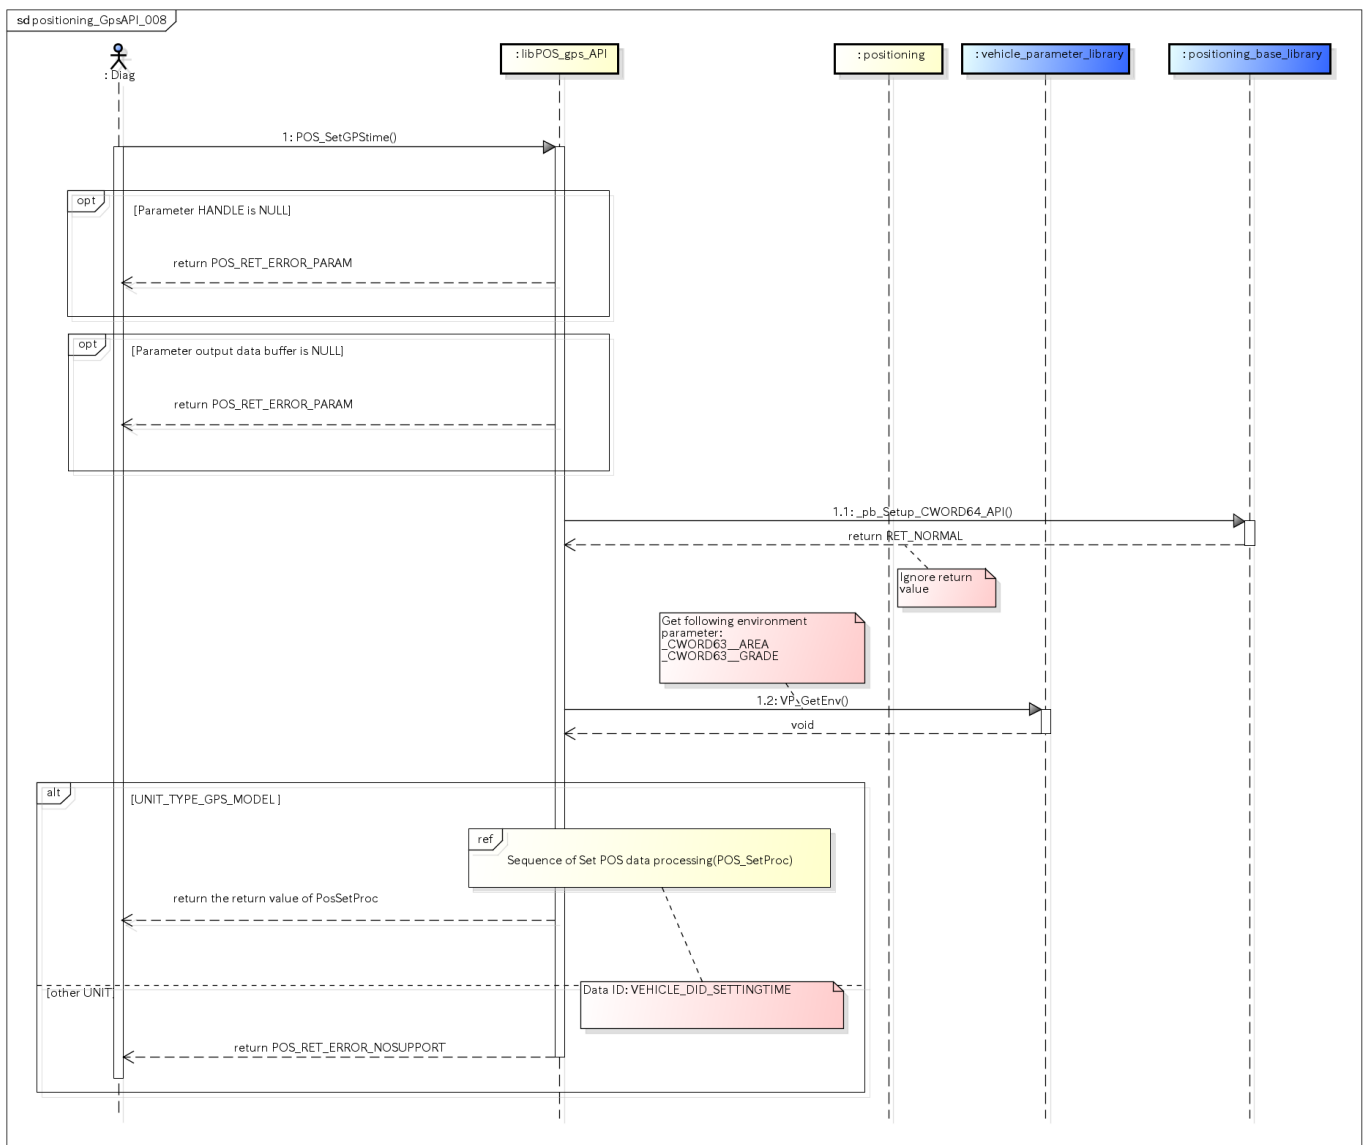 sd positioning_GpsAPI_008
: Diag
: libPOS_gps_API
: positioning
: vehicle_parameter_library
: positioning_base_library
1: POS_SetGPStime()
opt
[Parameter HANDLE is NULL]
return POS_RET_ERROR_PARAM
opt
[Parameter output data buffer is NULL]
return POS_RET_ERROR_PARAM
1.1: _pb_Setup_CWORD64_API()
return RET_NORMAL
Ignore return
value
Get following environment
parameter:
_CWORD63__AREA
_CWORD63__GRADE
1.2: VP_GetEnv()
void
alt
[UNIT_TYPE_GPS_MODEL ]
ref
Sequence of Set POS data processing(POS_SetProc)
return the return value of PosSetProc
[other UNIT]
Data ID: VEHICLE_DID_SETTINGTIME
return POS_RET_ERROR_NOSUPPORT